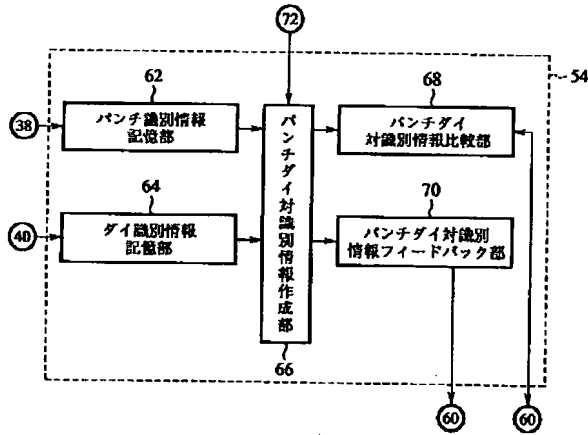 72
54
62
パンチ識別情報
記憶部
38
68
パンチダイ
対識別情報比較部
64
ダイ識別情報
記憶部
40
パンチダイ対識別情報作成部
66
70
パンチダイ対識別
情報フィードバック部
60
60